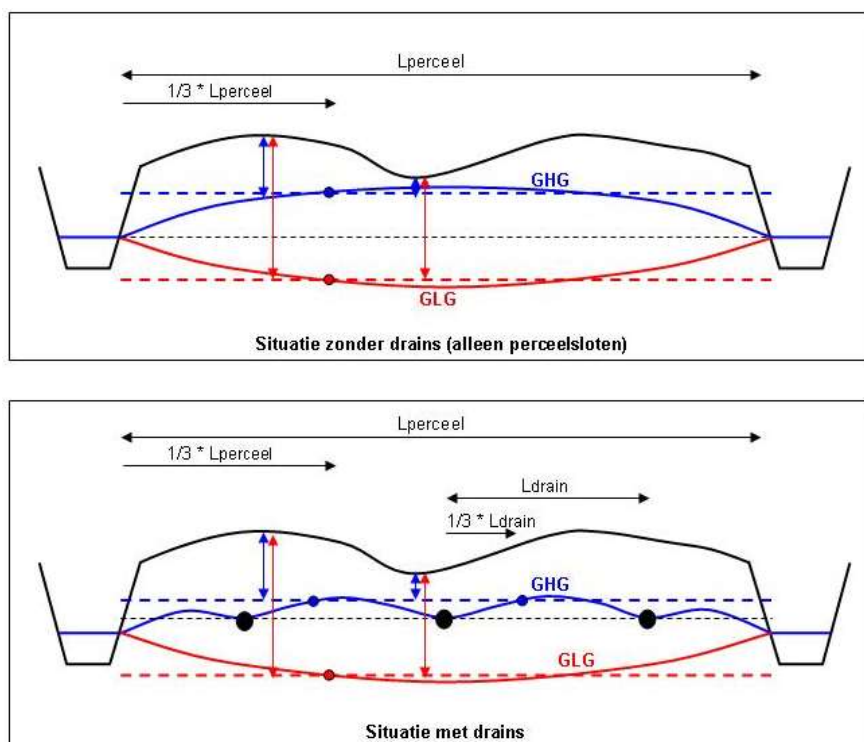 Lperceel
1/3 * Lperceel
GHG
GLG
Situatie zonder drains (alleen perceelsloten)
Lperceel
1/3 * Lperceel
Ldrain
1/3 * Ldrain
GHG
GLG
Situatie met drains